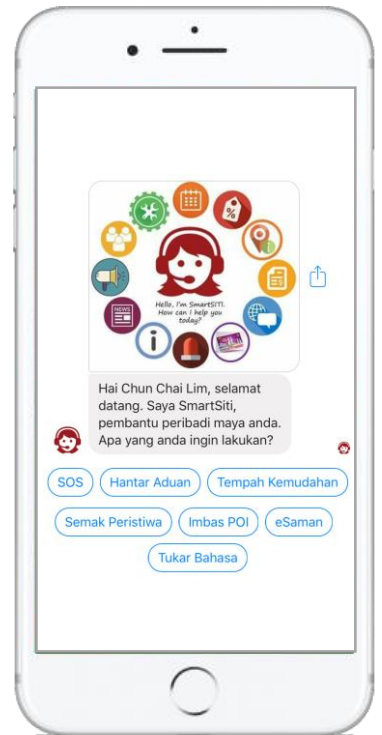 NEWS
Hello, I'm SmartSITI.
How can I help you
today?
Hai Chun Chai Lim, selamat
datang. Saya SmartSiti,
pembantu peribadi maya anda.
Apa yang anda ingin lakukan?
SOS
Hantar Aduan
Tempah Kemudahan
Semak Peristiwa
Imbas POI
eSaman
Tukar Bahasa